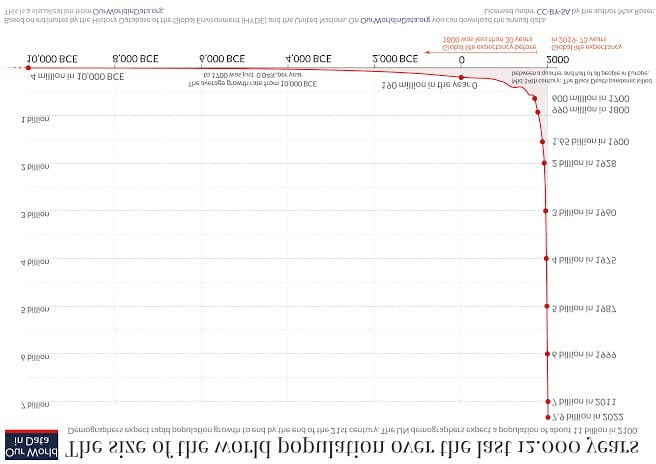 The size of the world population over the last 12.000 years
Our World
in Data
Demographers expect rapid population growth to end by the end of the 21st century. The UN demographers expect a population of about 11 billion in 2100.
7.9 billion in 2022
7 billion in 2011
7 billion
6 billion in 1999
6 billion
5 billion in 1987
5 billion
4 billion in 1975
4 billion
3 billion in 1960
3 billion
2 billion in 1928
2 billion
1.65 billion in 1900
1 billion
990 million in 1800
600 million in 1700
Mid 14th century: The Black Death pandemic killed
between a quarter and half of all people in Europe.
190 million in the year 0
The average growth rate from 10,000 BCE
to 1700 was just 0.04% per year
4 million in 10,000 BCE
10,000 BCE
8,000 BCE
6,000 BCE
4,000 BCE
2,000 BCE
0
2000
Global life expectancy before
1800 was less than 30 years
Global life expectancy
in 2019: 73 years
Based on estimates by the History Database of the Global Environment (HYDE) and the United Nations. On OurWorldinData.org you can download the annual data.
This is a visualization from OurWorldinData.org.
Licensed under CC-BY-SA by the author Max Roser.